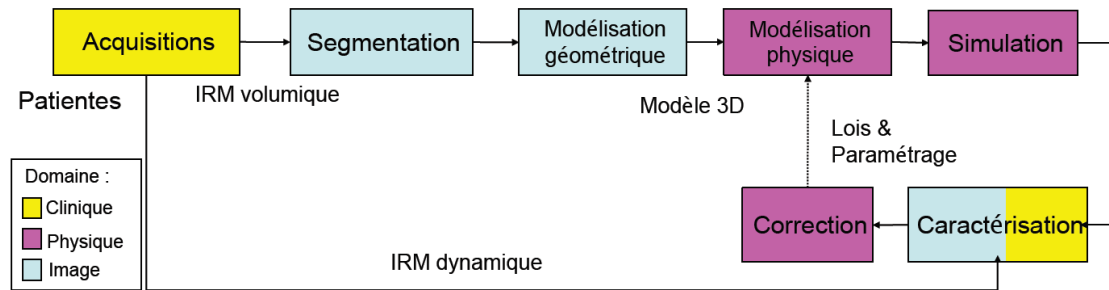 Acquisitions
Segmentation
Modélisation
géométrique
Modélisation
physique
Simulation
Patientes
IRM volumique
Modèle 3D
Lois &
Paramétrage
Domaine :
Clinique
Physique
Image
Correction
Caractérisation
IRM dynamique